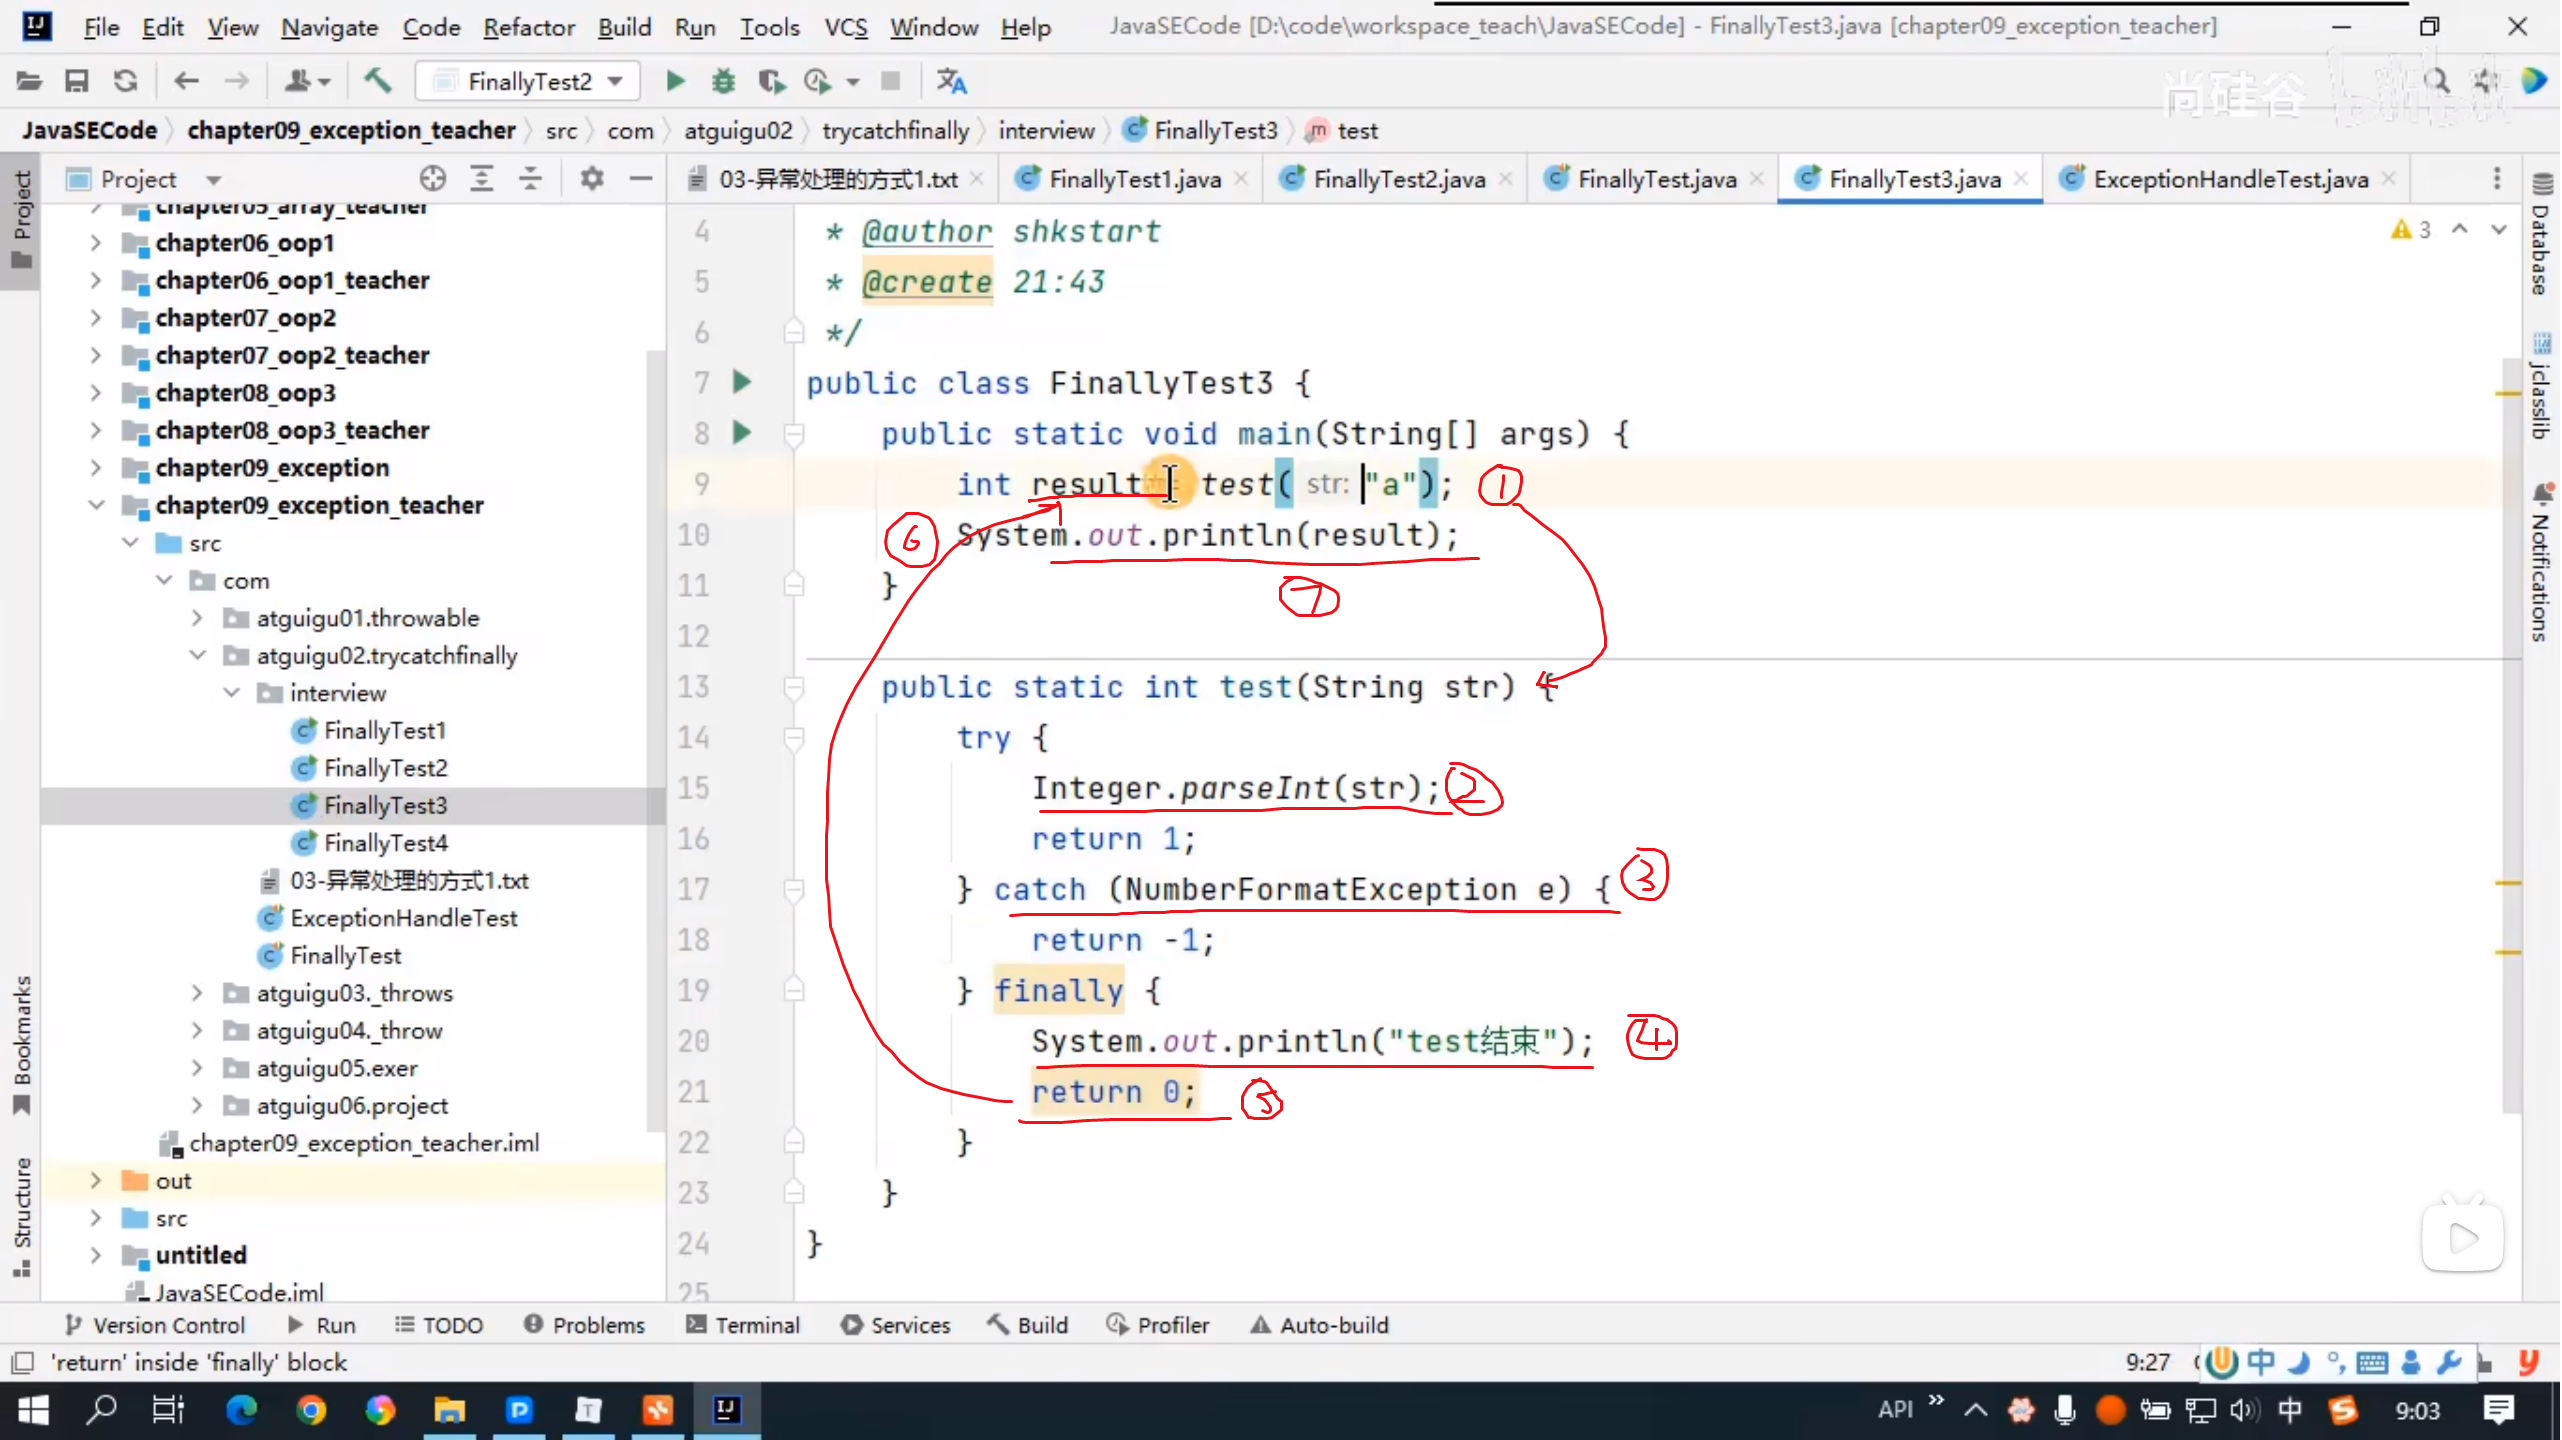 File Edit View Navigate Code Refactor Build Run Tools VCS Window Help JavaSECode [D:\code\workspace_teach\JavaSECode] - FinallyTest3.java [chapter09_exception_teacher]
FinallyTest2
尚硅谷 bilibili
JavaSECode chapter09_exception_teacher src com atguigu02 trycatchfinally interview FinallyTest3 m test
Project
03-异常处理的方式1.txt FinallyTest1.java FinallyTest2.java FinallyTest.java FinallyTest3.java ExceptionHandleTest.java
Project
chapter05_array_teacher
chapter06_oop1
chapter06_oop1_teacher
chapter07_oop2
chapter07_oop2_teacher
chapter08_oop3
chapter08_oop3_teacher
chapter09_exception
chapter09_exception_teacher
src
com
atguigu01.throwable
atguigu02.trycatchfinally
interview
FinallyTest1
FinallyTest2
FinallyTest3
FinallyTest4
03-异常处理的方式1.txt
ExceptionHandleTest
FinallyTest
atguigu03._throws
atguigu04._throw
atguigu05.exer
atguigu06.project
chapter09_exception_teacher.iml
out
src
untitled
JavaSECode.iml
Bookmarks
Structure
3
4 * @author shkstart
5 * @create 21:43
6 */
7 public class FinallyTest3 {
8 public static void main(String[] args) {
9 int result = test( str: "a"); ①
10 ⑥ System.out.println(result);
11 }
⑦
12
13 public static int test(String str) {
14 try {
15 Integer.parseInt(str); ②
16 return 1;
17 } catch (NumberFormatException e) { ③
18 return -1;
19 } finally {
20 System.out.println("test结束"); ④
21 return 0; ⑤
22 }
23 }
24 }
25
Database
jclasslib
Notifications
Version Control Run TODO Problems Terminal Services Build Profiler Auto-build
'return' inside 'finally' block 9:27 中
API 中 9:03